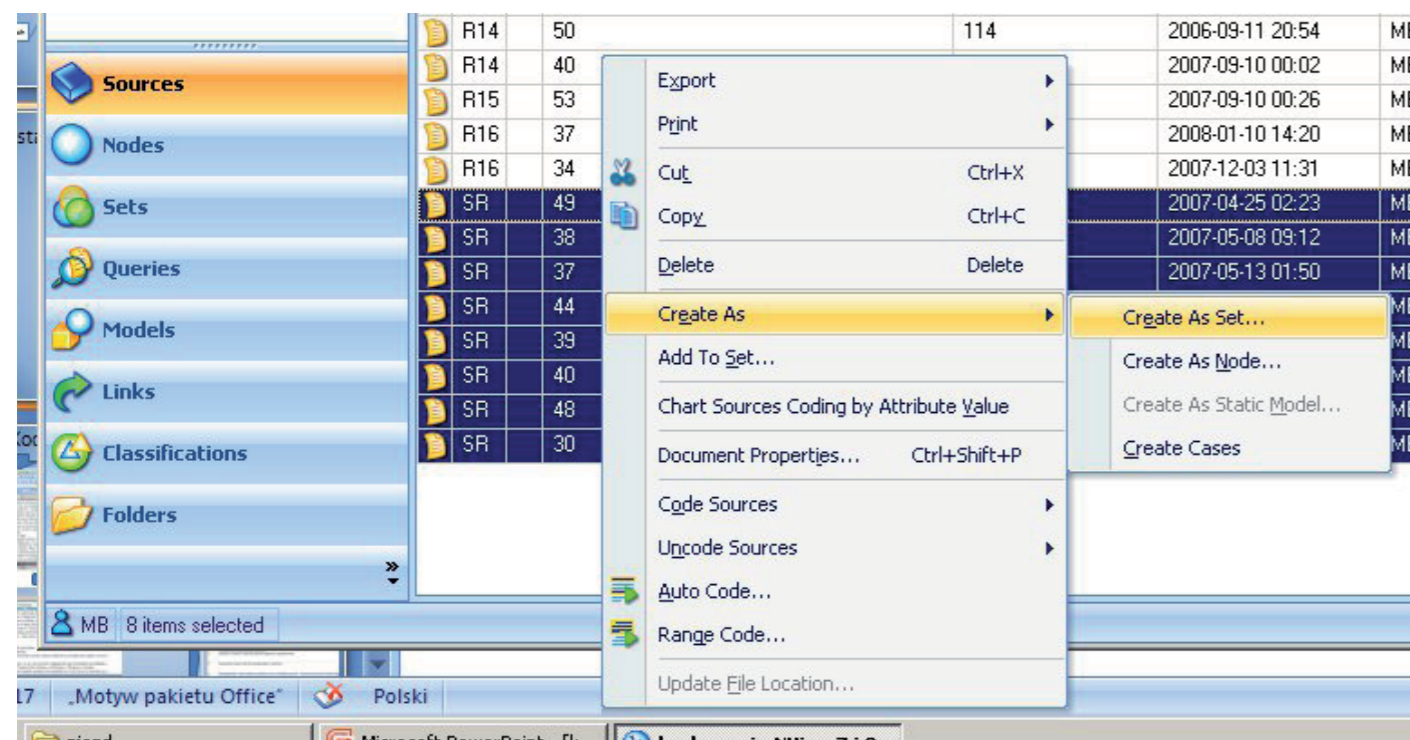 R14 50 114 2006-09-11 20:54
R14 40 2007-09-10 00:02
R15 53 2007-09-10 00:26
R16 37 2008-01-10 14:20
R16 34 2007-12-03 11:31
SR 49 2007-04-25 02:23
SR 38 2007-05-08 09:12
SR 37 2007-05-13 01:50
SR 44
SR 39
SR 40
SR 48
SR 30
Sources
Nodes
Sets
Queries
Models
Links
Classifications
Folders
Export
Print
Cut Ctrl+X
Copy Ctrl+C
Delete Delete
Create As
Add To Set...
Chart Sources Coding by Attribute Value
Document Properties... Ctrl+Shift+P
Code Sources
Uncode Sources
Auto Code...
Range Code...
Update File Location...
Create As Set...
Create As Node...
Create As Static Model...
Create Cases
MB 8 items selected
17 „Motyw pakietu Office" Polski
Microsoft PowerPoint